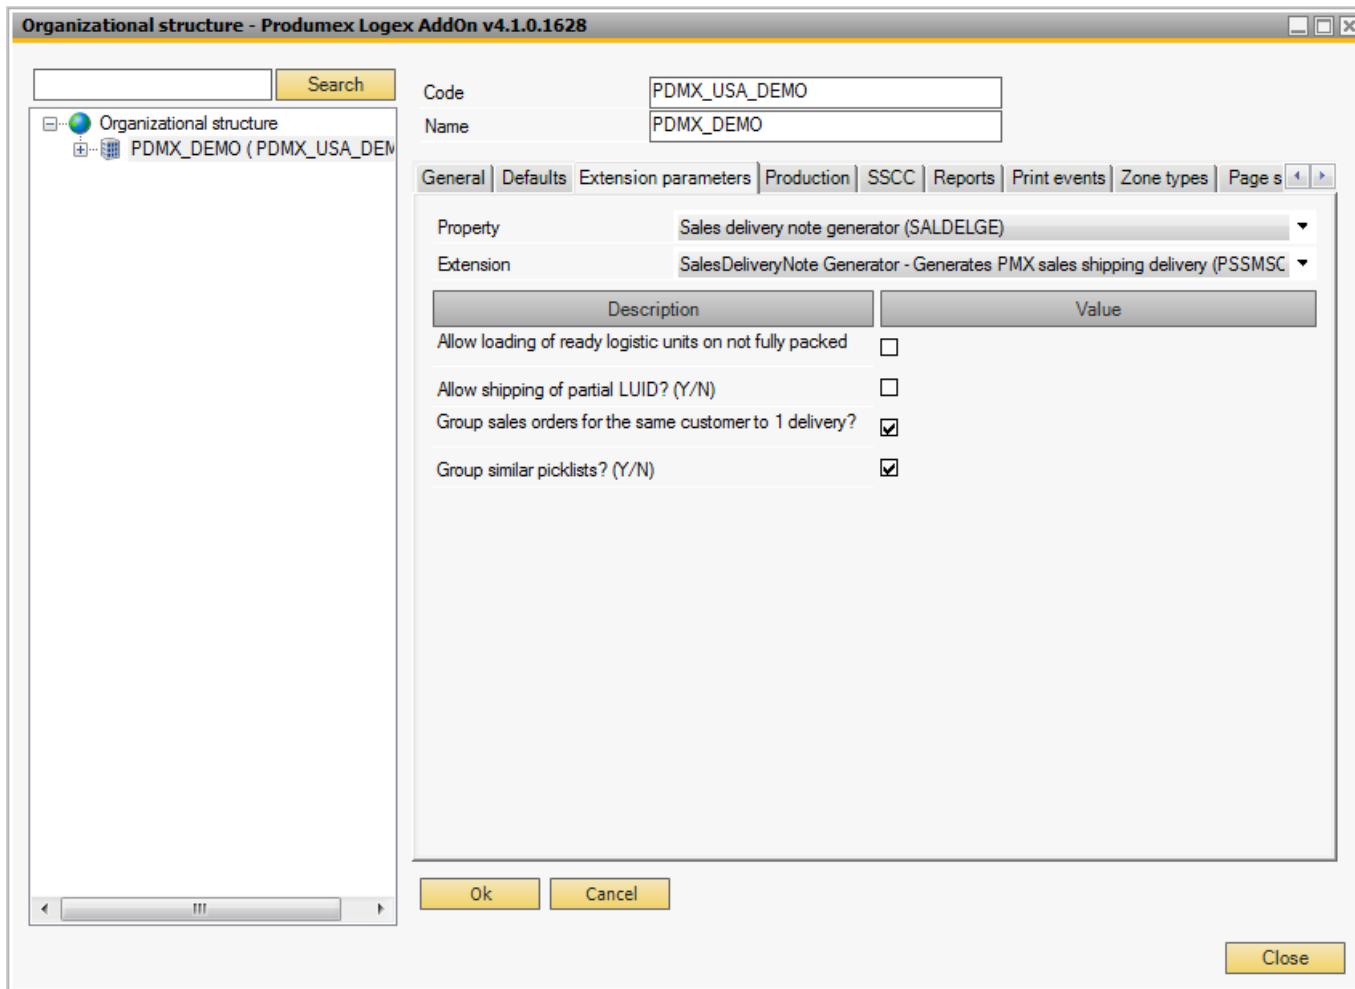 Organizational structure - Produmex Logex AddOn v4.1.0.1628
Search
Organizational structure
PDMX_DEMO ( PDMX_USA_DEM
Code
PDMX_USA_DEMO
Name
PDMX_DEMO
General Defaults Extension parameters Production SSCC Reports Print events Zone types Page s
Property
Sales delivery note generator (SALDELGE)
Extension
SalesDeliveryNote Generator - Generates PMX sales shipping delivery (PSSMSC
Description
Value
Allow loading of ready logistic units on not fully packed
Allow shipping of partial LUID? (Y/N)
Group sales orders for the same customer to 1 delivery?
Group similar picklists? (Y/N)
Ok
Cancel
Close